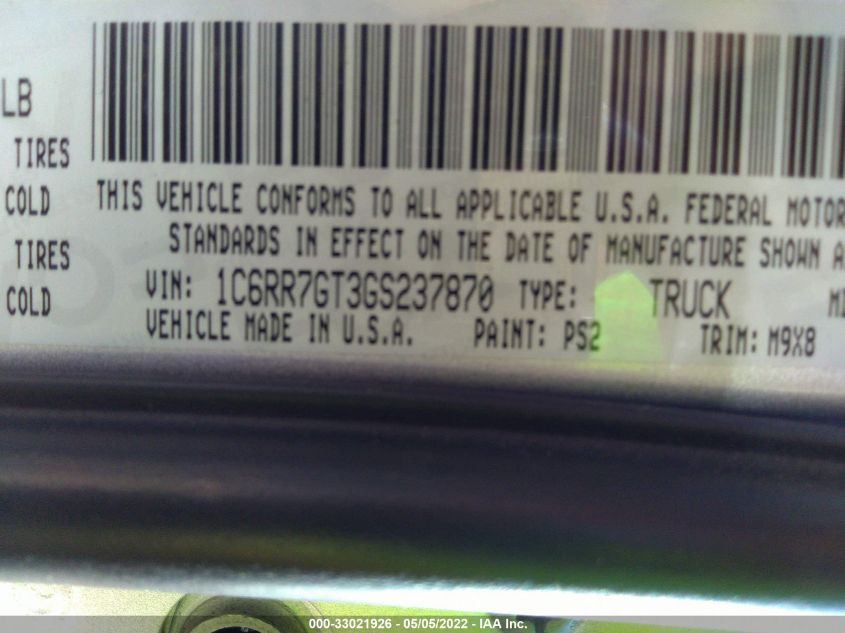 LB
TIRES
COLD
TIRES
COLD
THIS VEHICLE CONFORMS TO ALL APPLICABLE U.S.A. FEDERAL MOTOR
STANDARDS IN EFFECT ON THE DATE OF MANUFACTURE SHOWN A
VIN: 1C6RR7GT3GS237870 TYPE: TRUCK
VEHICLE MADE IN U.S.A. PAINT: PS2 TRIM: M9X8
000-33021926 - 05/05/2022 - IAA Inc.